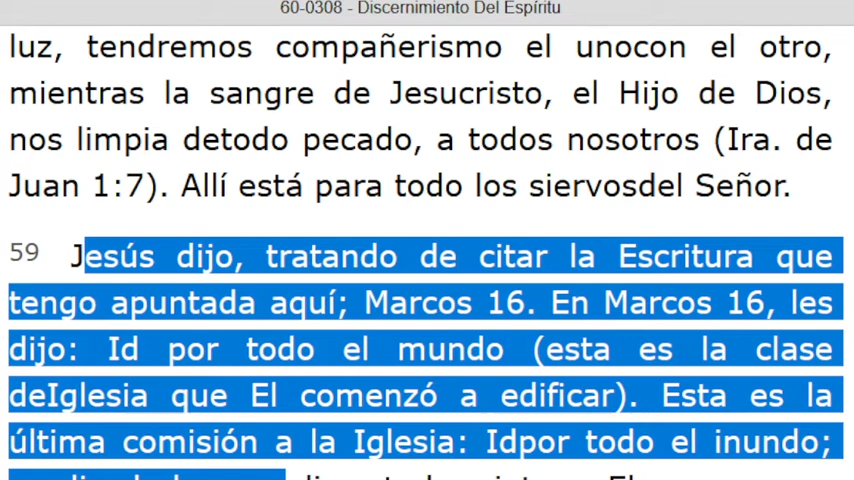 60-0308 - Discernimiento Del Espíritu
luz, tendremos compañerismo el unocon el otro,
mientras la sangre de Jesucristo, el Hijo de Dios,
nos limpia detodo pecado, a todos nosotros (Ira. de
Juan 1:7). Allí está para todo los siervosdel Señor.
59 Jesús dijo, tratando de citar la Escritura que
tengo apuntada aquí; Marcos 16. En Marcos 16, les
dijo: Id por todo el mundo (esta es la clase
deIglesia que El comenzó a edificar). Esta es la
última comisión a la Iglesia: Idpor todo el inundo;